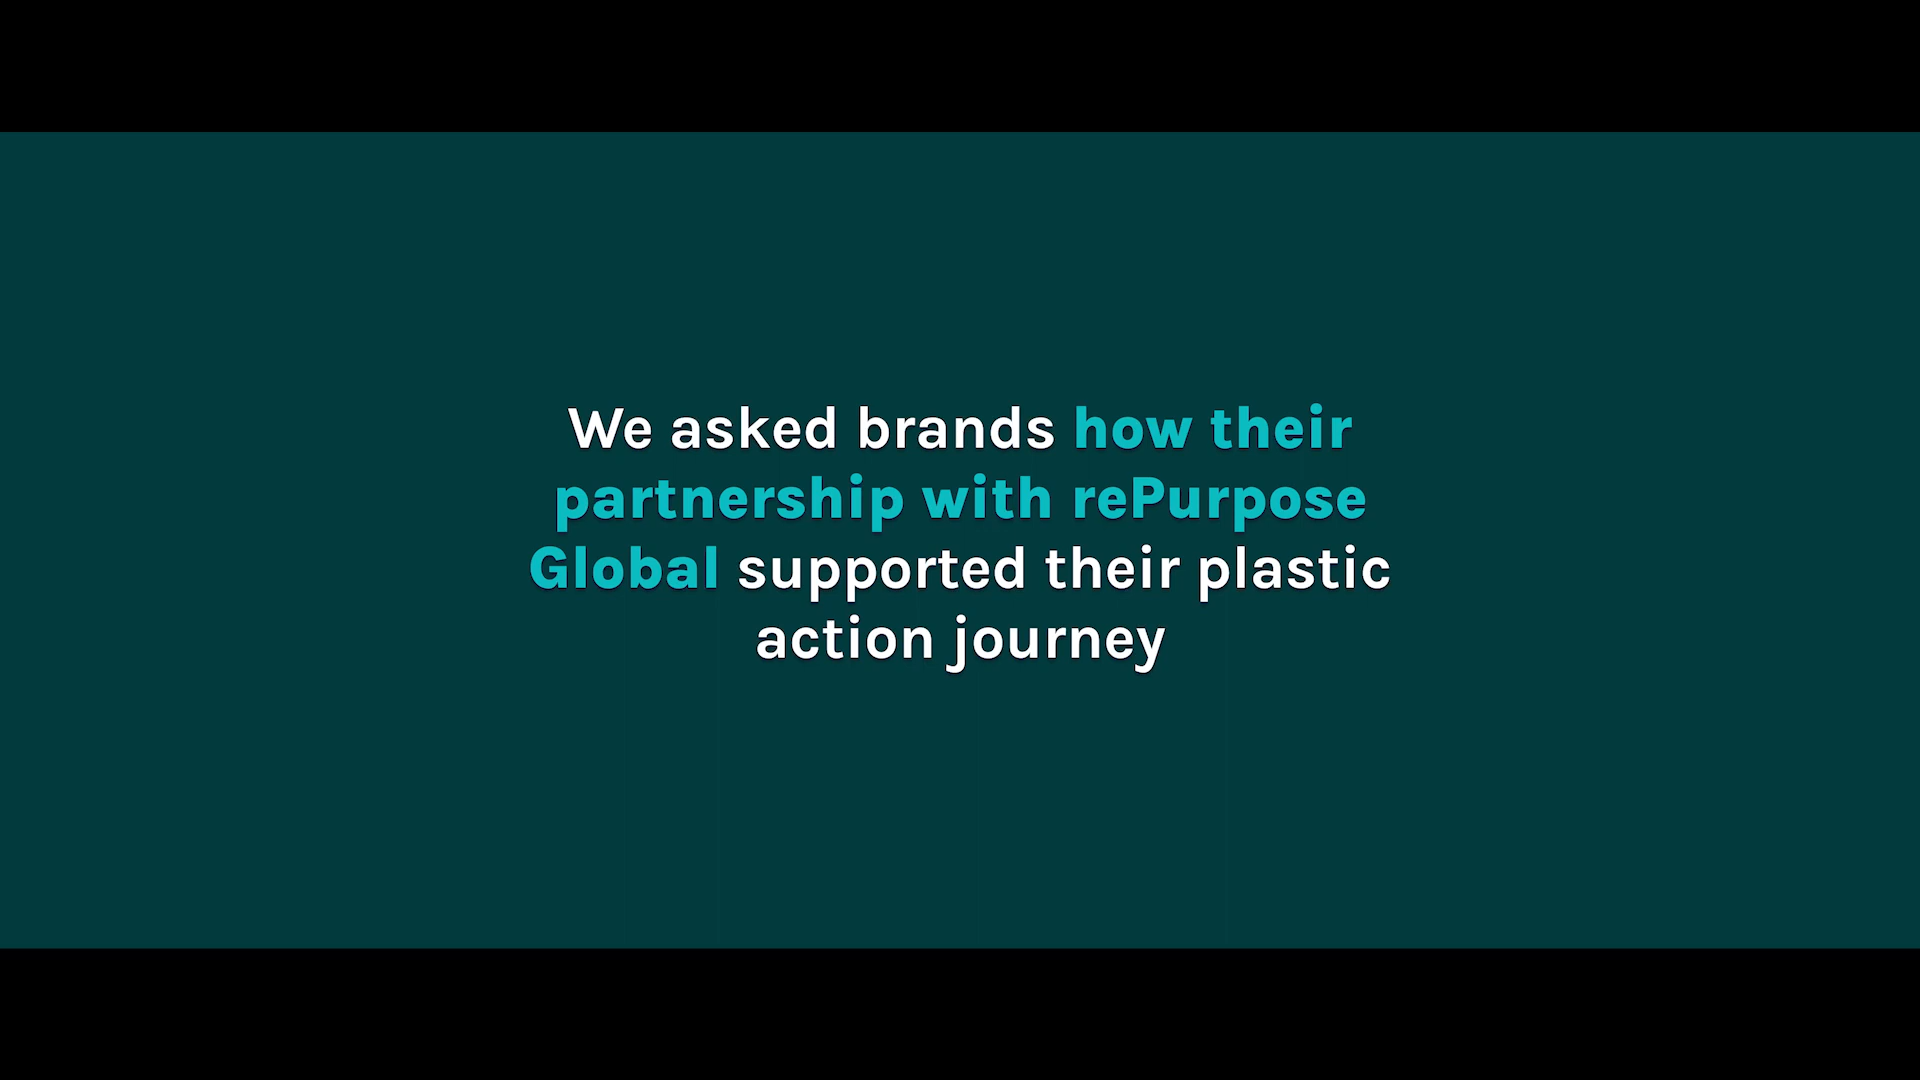 We asked brands how their
partnership with rePurpose
Global supported their plastic
action journey